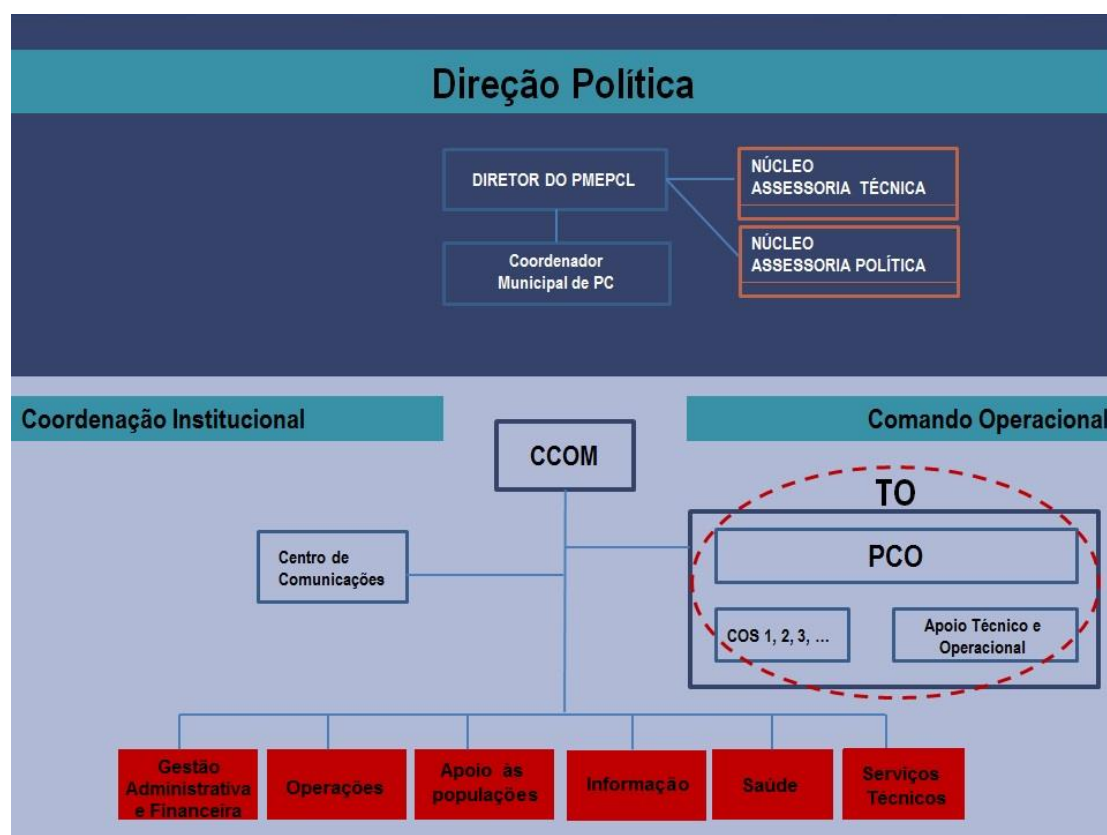 Direção Política
DIRETOR DO PMEPCL
NÚCLEO
ASSESSORIA TÉCNICA
NÚCLEO
ASSESSORIA POLÍTICA
Coordenador
Municipal de PC
Coordenação Institucional
Comando Operacional
CCOM
TO
PCO
Centro de
Comunicações
COS 1, 2, 3, ...
Apoio Técnico e
Operacional
Gestão
Administrativa
e Financeira
Operações
Apoio às
populações
Informação
Saúde
Serviços
Técnicos